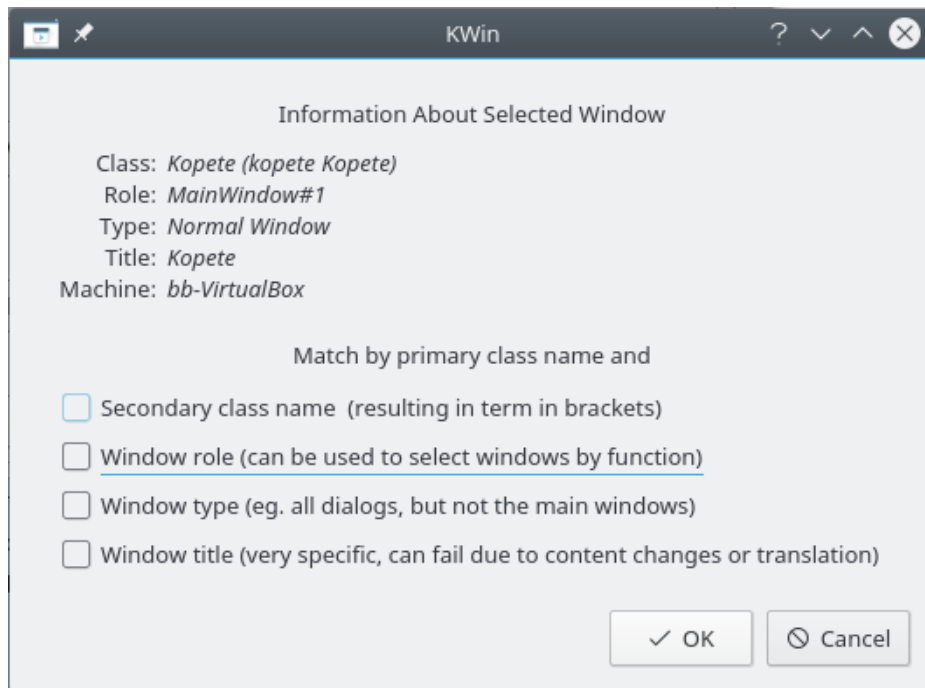 KWin
Information About Selected Window
Class: Kopete (kopete Kopete)
Role: MainWindow#1
Type: Normal Window
Title: Kopete
Machine: bb-VirtualBox
Match by primary class name and
Secondary class name  (resulting in term in brackets)
Window role (can be used to select windows by function)
Window type (eg. all dialogs, but not the main windows)
Window title (very specific, can fail due to content changes or translation)
OK Cancel